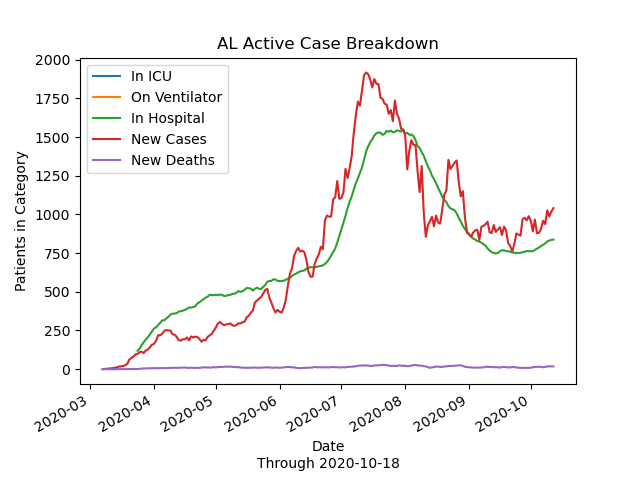 AL Active Case Breakdown
2000
1750
1500
1250
1000
750
500
250
0
Patients in Category
In ICU
On Ventilator
In Hospital
New Cases
New Deaths
2020-03
2020-04
2020-05
2020-06
2020-07
2020-08
2020-09
2020-10
Date
Through 2020-10-18